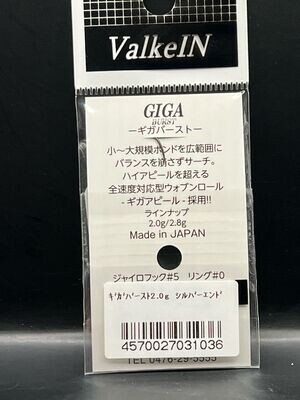 ValkeIN
GIGA
BURST
ーギガバーストー
小〜大規模ポンドを広範囲に
バランスを崩さずサーチ。
ハイアピールを超える
全速度対応型ウォブンロール
-ギガアピール-採用!!
ラインナップ
2.0g/2.8g
Made in JAPAN
ジャイロフック#5 リング#0
ギガバースト2.0g シルバーエンド
4570027031036
TEL 0476-29-5555